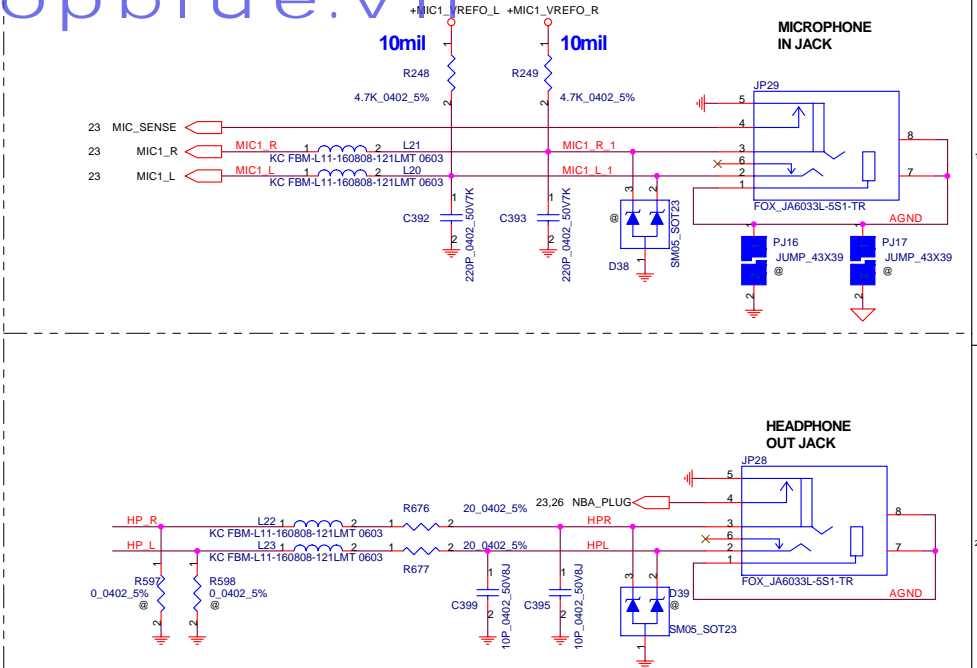 opblue.vn
+MIC1_VREFO_L +MIC1_VREFO_R
10mil 10mil
MICROPHONE
IN JACK
R248 R249
4.7K_0402_5% 4.7K_0402_5%
JP29
23 MIC_SENSE
23 MIC1_R MIC1_R 1 2 L21 MIC1_R_1
KC FBM-L11-160808-121LMT 0603
23 MIC1_L MIC1_L 1 2 L20 MIC1_L_1
KC FBM-L11-160808-121LMT 0603
5
4
3
6
2
1
8
7
FOX_JA6033L-5S1-TR
AGND
C392 220P_0402_50V7K
C393 220P_0402_50V7K
@ D38 SM05_SOT23
PJ16
JUMP_43X39
@
PJ17
JUMP_43X39
@
HEADPHONE
OUT JACK
JP28
23,26 NBA_PLUG
HP_R L22 1 2 R676 20_0402_5% HPR
KC FBM-L11-160808-121LMT 0603
HP_L L23 1 2 20_0402_5% HPL
KC FBM-L11-160808-121LMT 0603
R677
5
4
3
6
2
1
8
7
FOX_JA6033L-5S1-TR
AGND
R597
0_0402_5%
@
R598
0_0402_5%
@
C399 10P_0402_50V8J
C395 10P_0402_50V8J
D39
@
SM05_SOT23